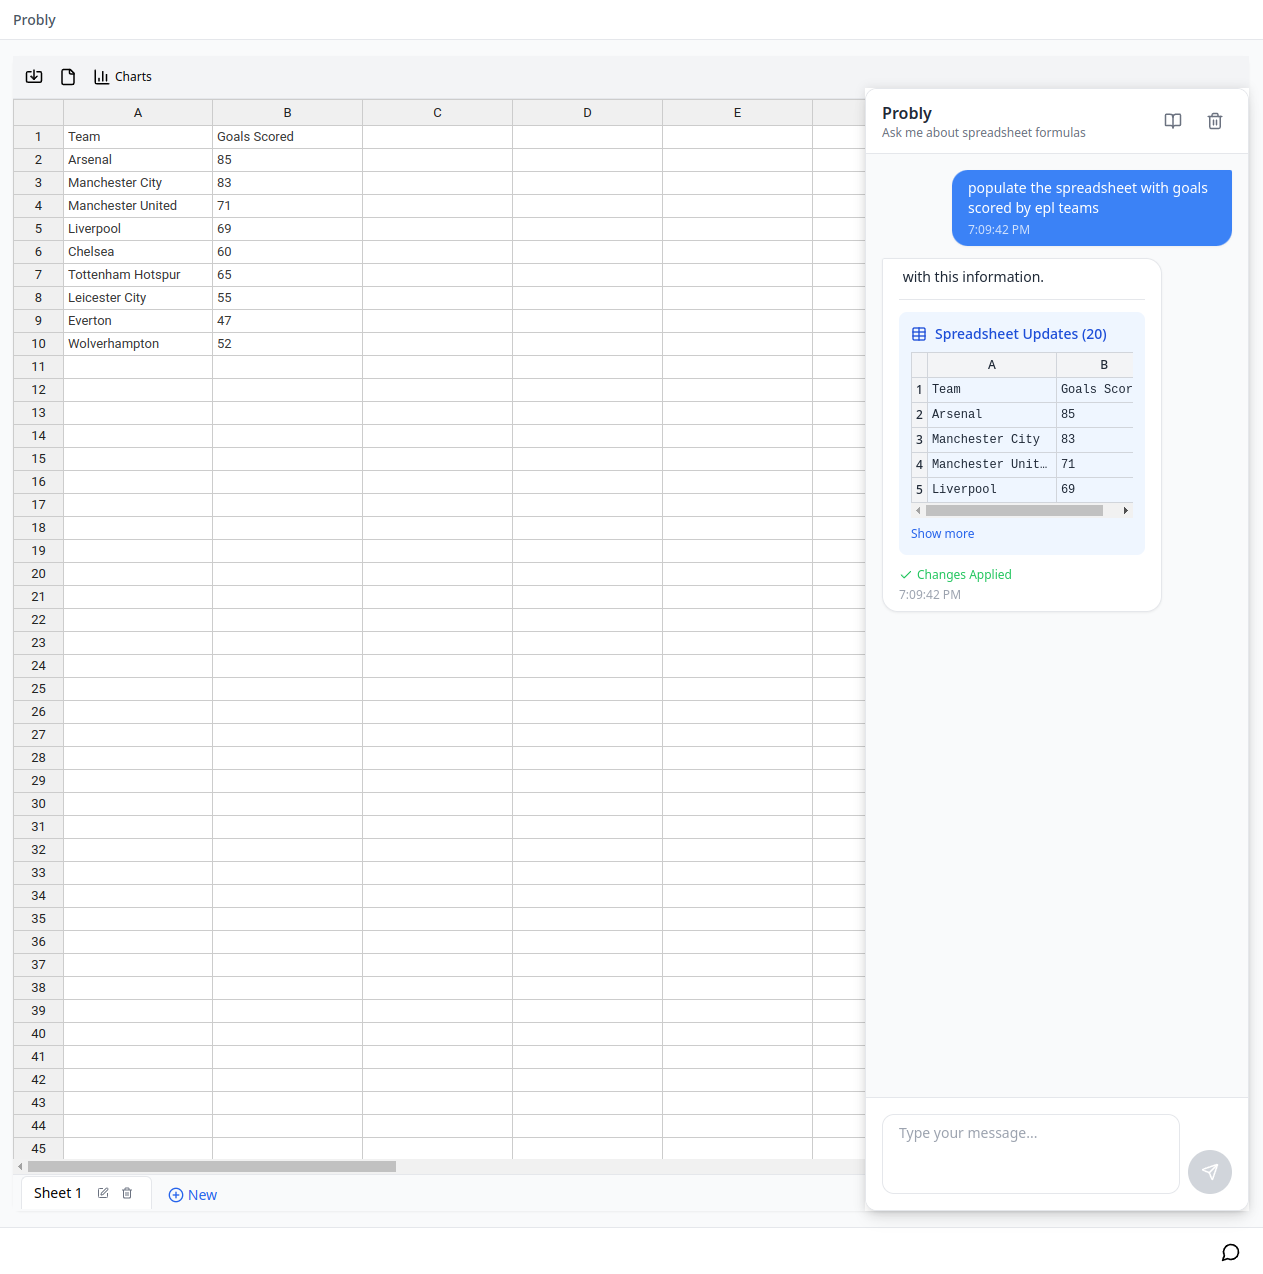 Probly
Charts
A B C D E
1 Team Goals Scored
2 Arsenal 85
3 Manchester City 83
4 Manchester United 71
5 Liverpool 69
6 Chelsea 60
7 Tottenham Hotspur 65
8 Leicester City 55
9 Everton 47
10 Wolverhampton 52
11
12
13
14
15
16
17
18
19
20
21
22
23
24
25
26
27
28
29
30
31
32
33
34
35
36
37
38
39
40
41
42
43
44
45
Sheet 1 New
Probly
Ask me about spreadsheet formulas
populate the spreadsheet with goals
scored by epl teams
7:09:42 PM
with this information.
Spreadsheet Updates (20)
A B
1 Team Goals Scor
2 Arsenal 85
3 Manchester City 83
4 Manchester Unit… 71
5 Liverpool 69
Show more
Changes Applied
7:09:42 PM
Type your message...